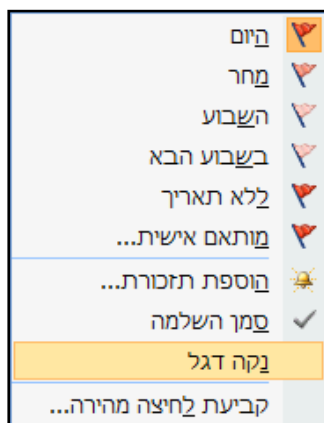 היום
מחר
השבוע
בשבוע הבא
ללא תאריך
מותאם אישית...
הוספת תזכורת...
סמן השלמה
נקה דגל
קביעת לחיצה מהירה...